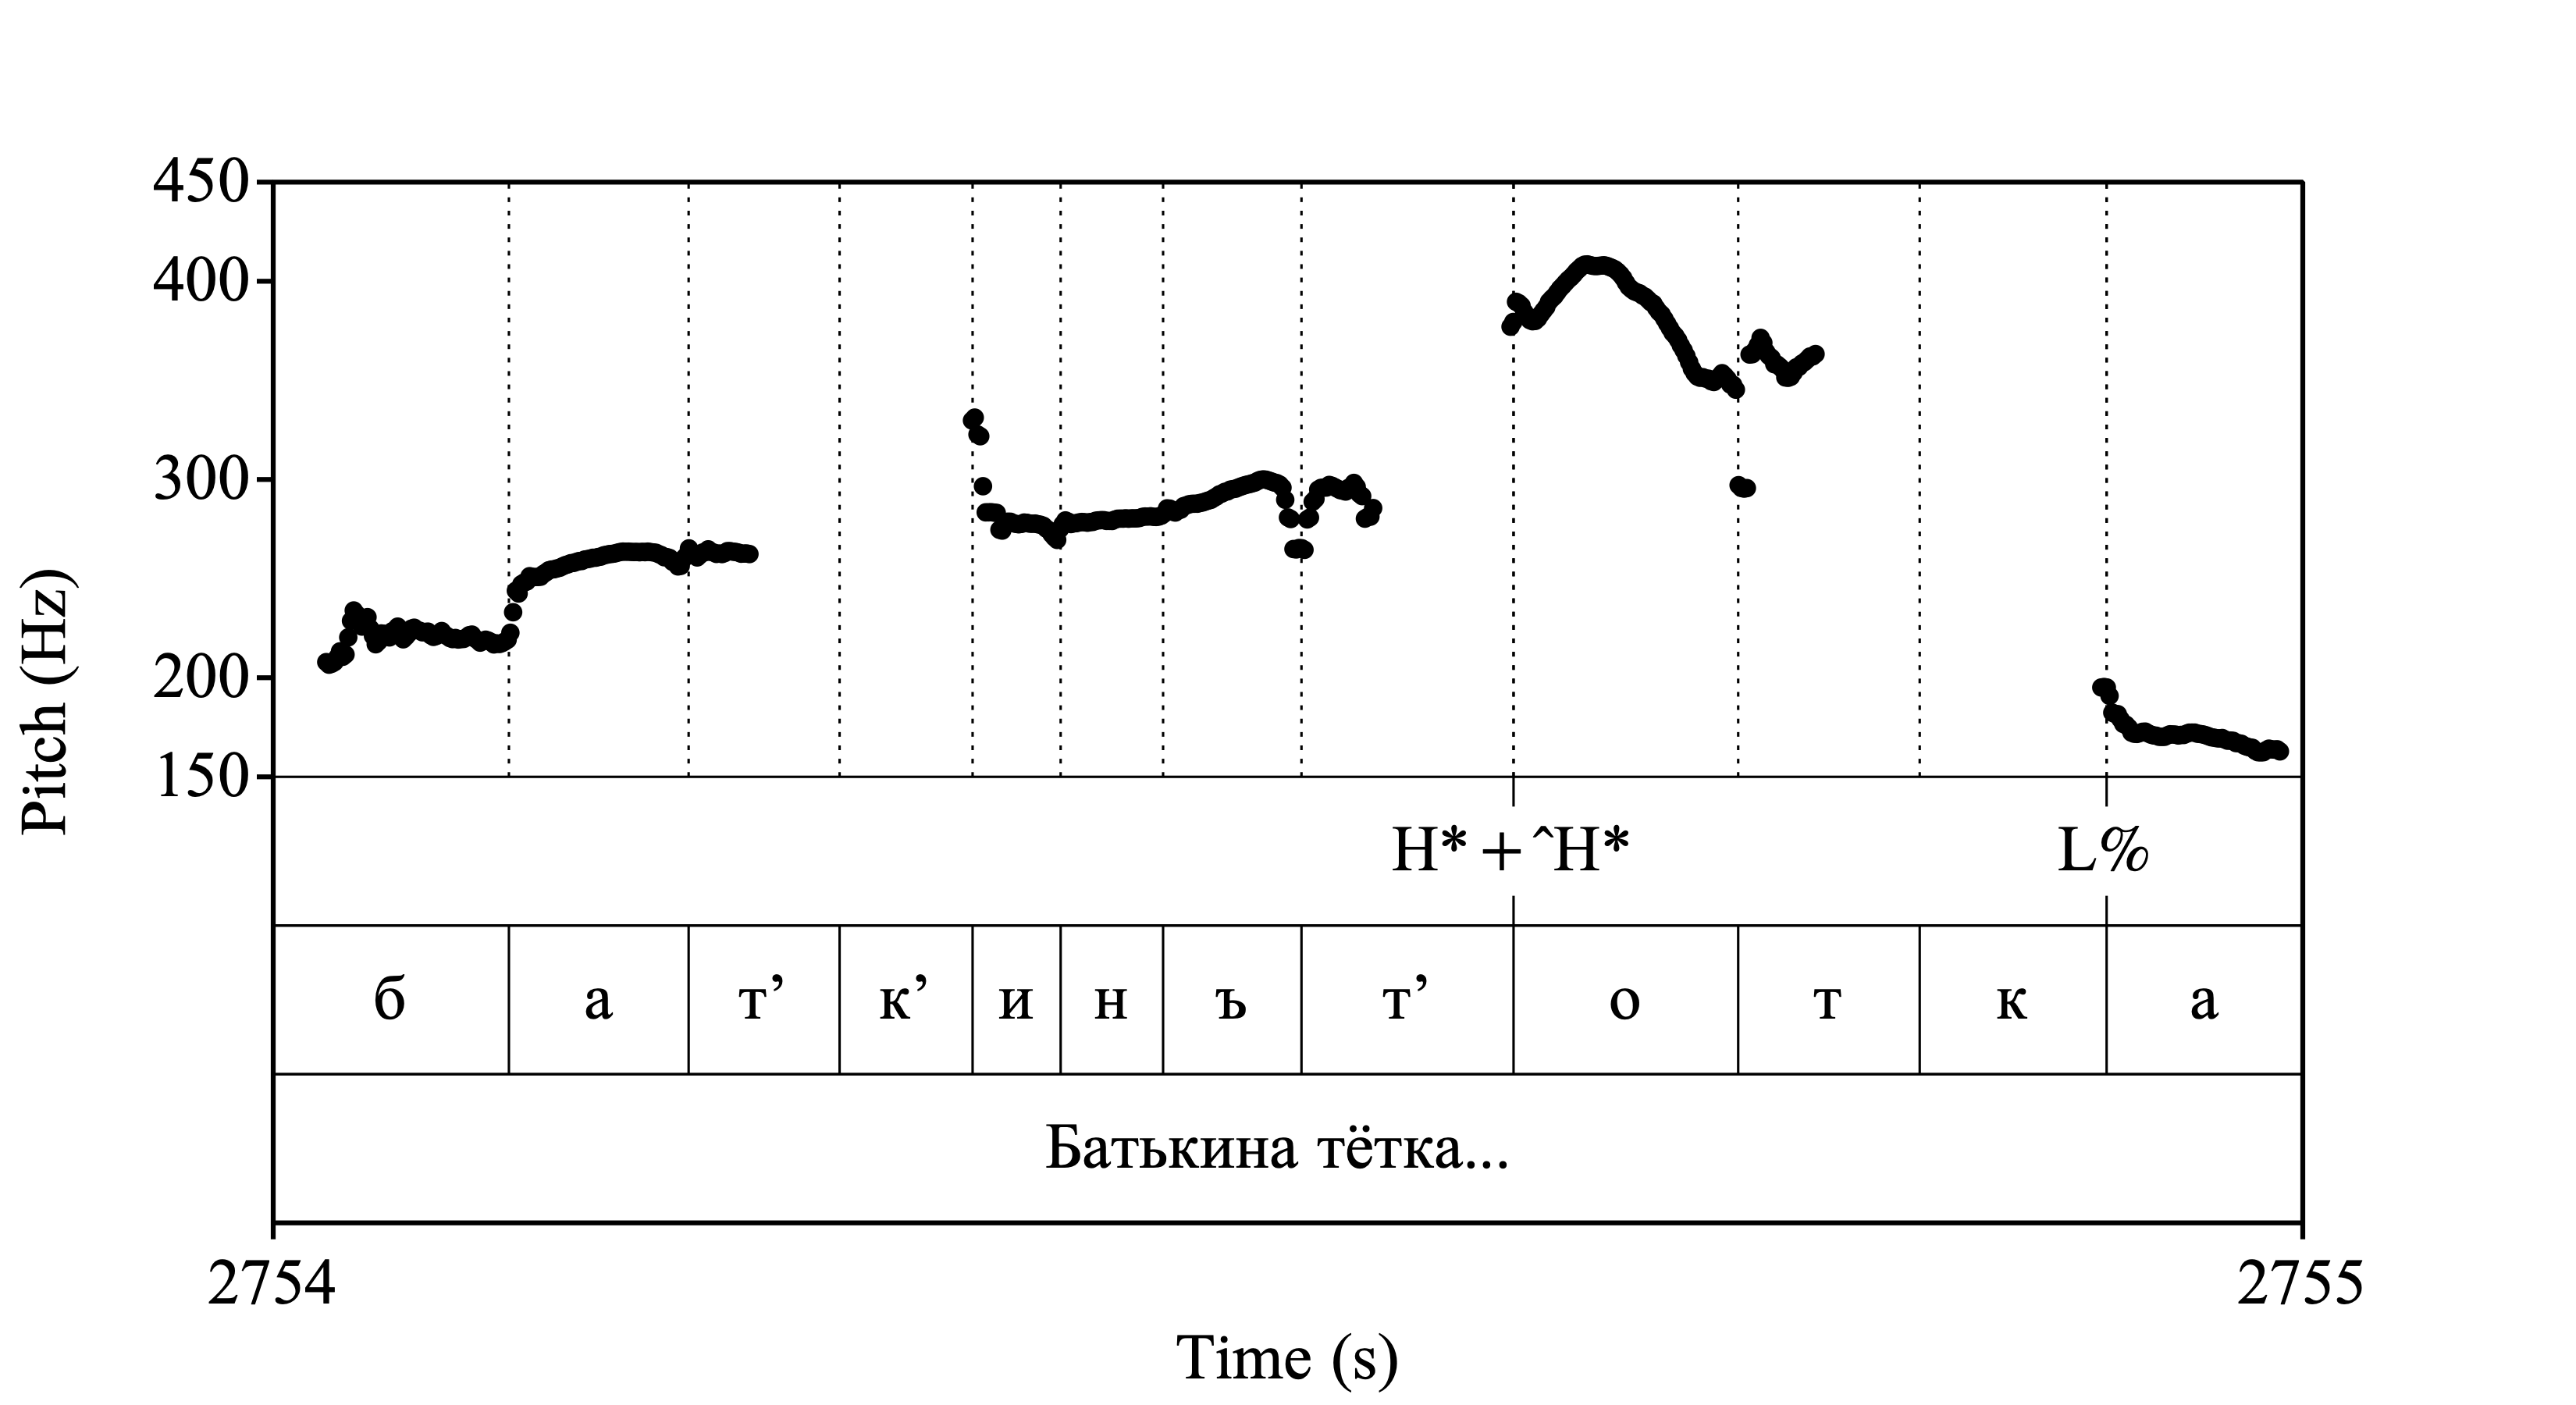 450
400
300
200
150
Pitch (Hz)
H* + ˆH* L%
б а т’ к’ и н ъ т’ о т к а
Батькина тётка...
2754 2755
Time (s)